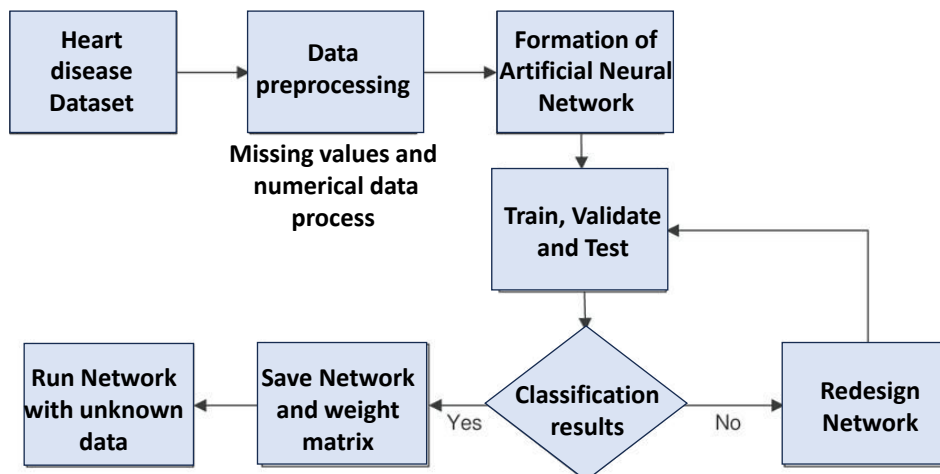 Heart
disease
Dataset
Data
preprocessing
Missing values and
numerical data
process
Formation of
Artificial Neural
Network
Train, Validate
and Test
Classification
results
Yes
No
Save Network
and weight
matrix
Run Network
with unknown
data
Redesign
Network